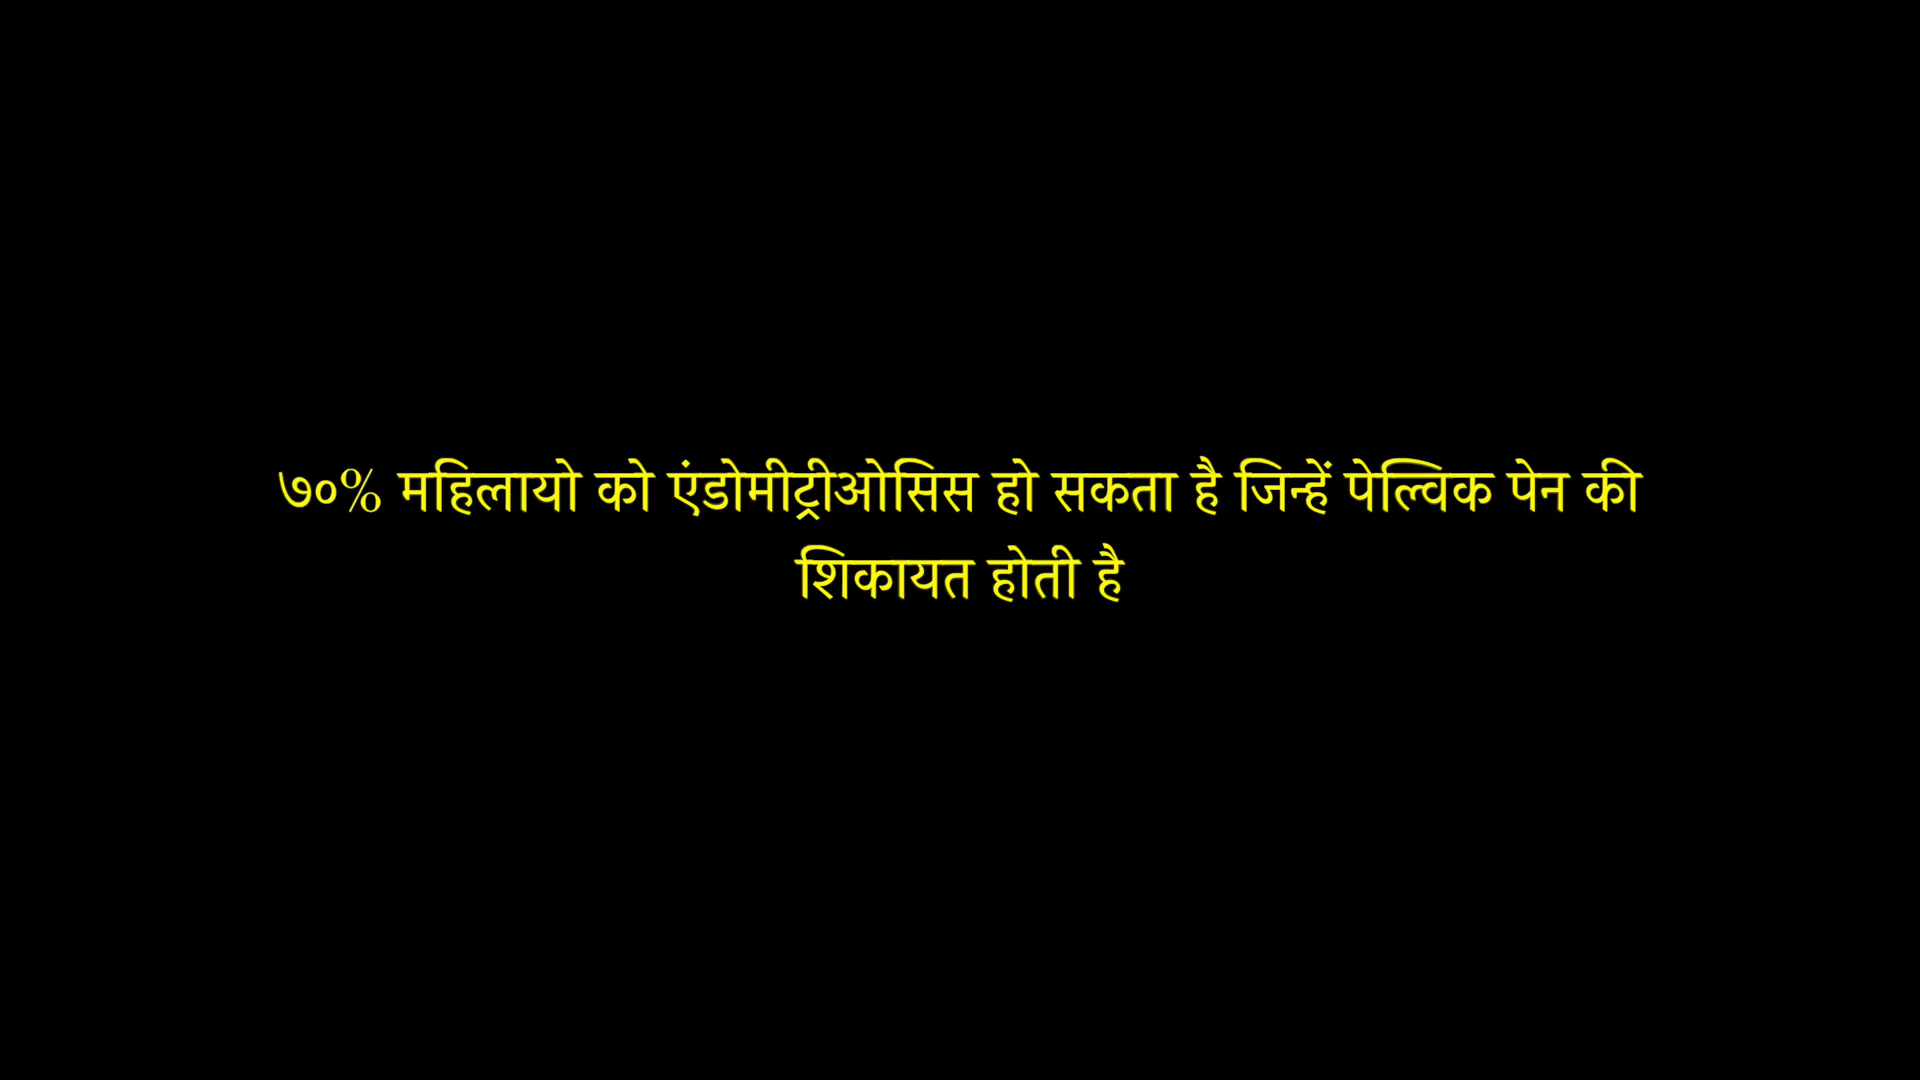 ७०% महिलायो को एंडोमीट्रीओसिस हो सकता है जिन्हें पेल्विक पेन की
शिकायत होती है